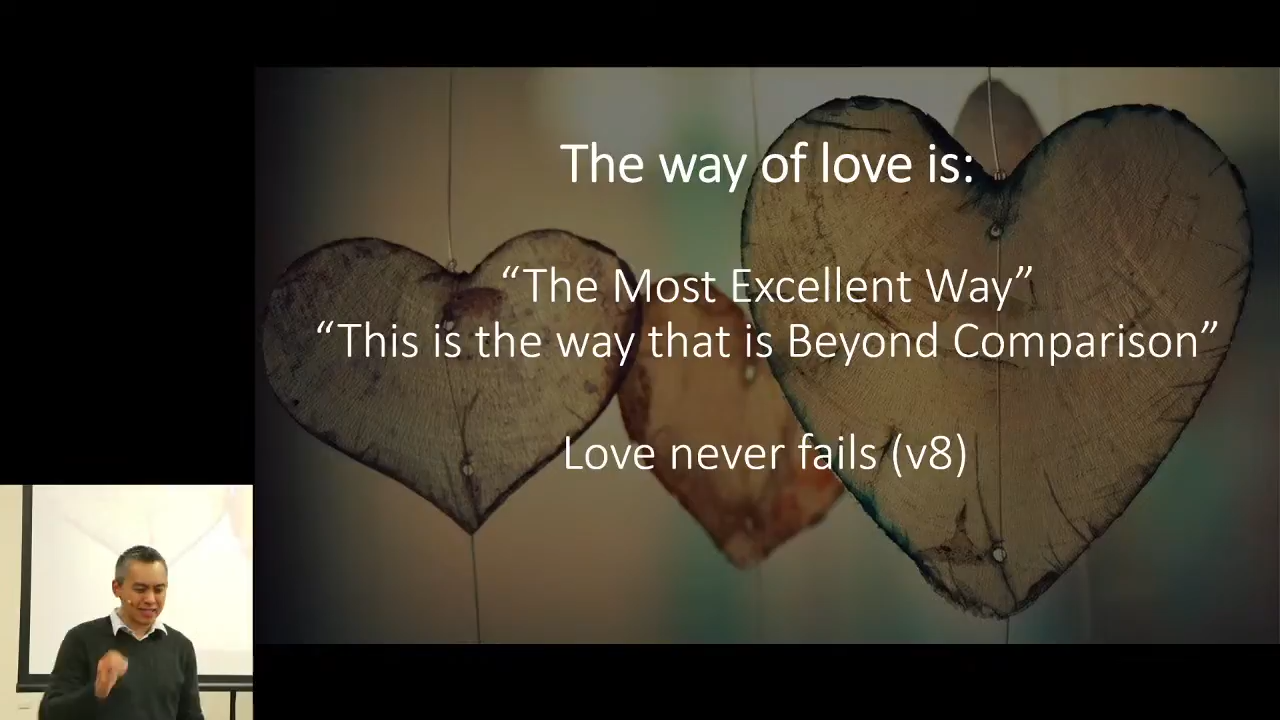 The way of love is:
“The Most Excellent Way”
“This is the way that is Beyond Comparison”
Love never fails (v8)